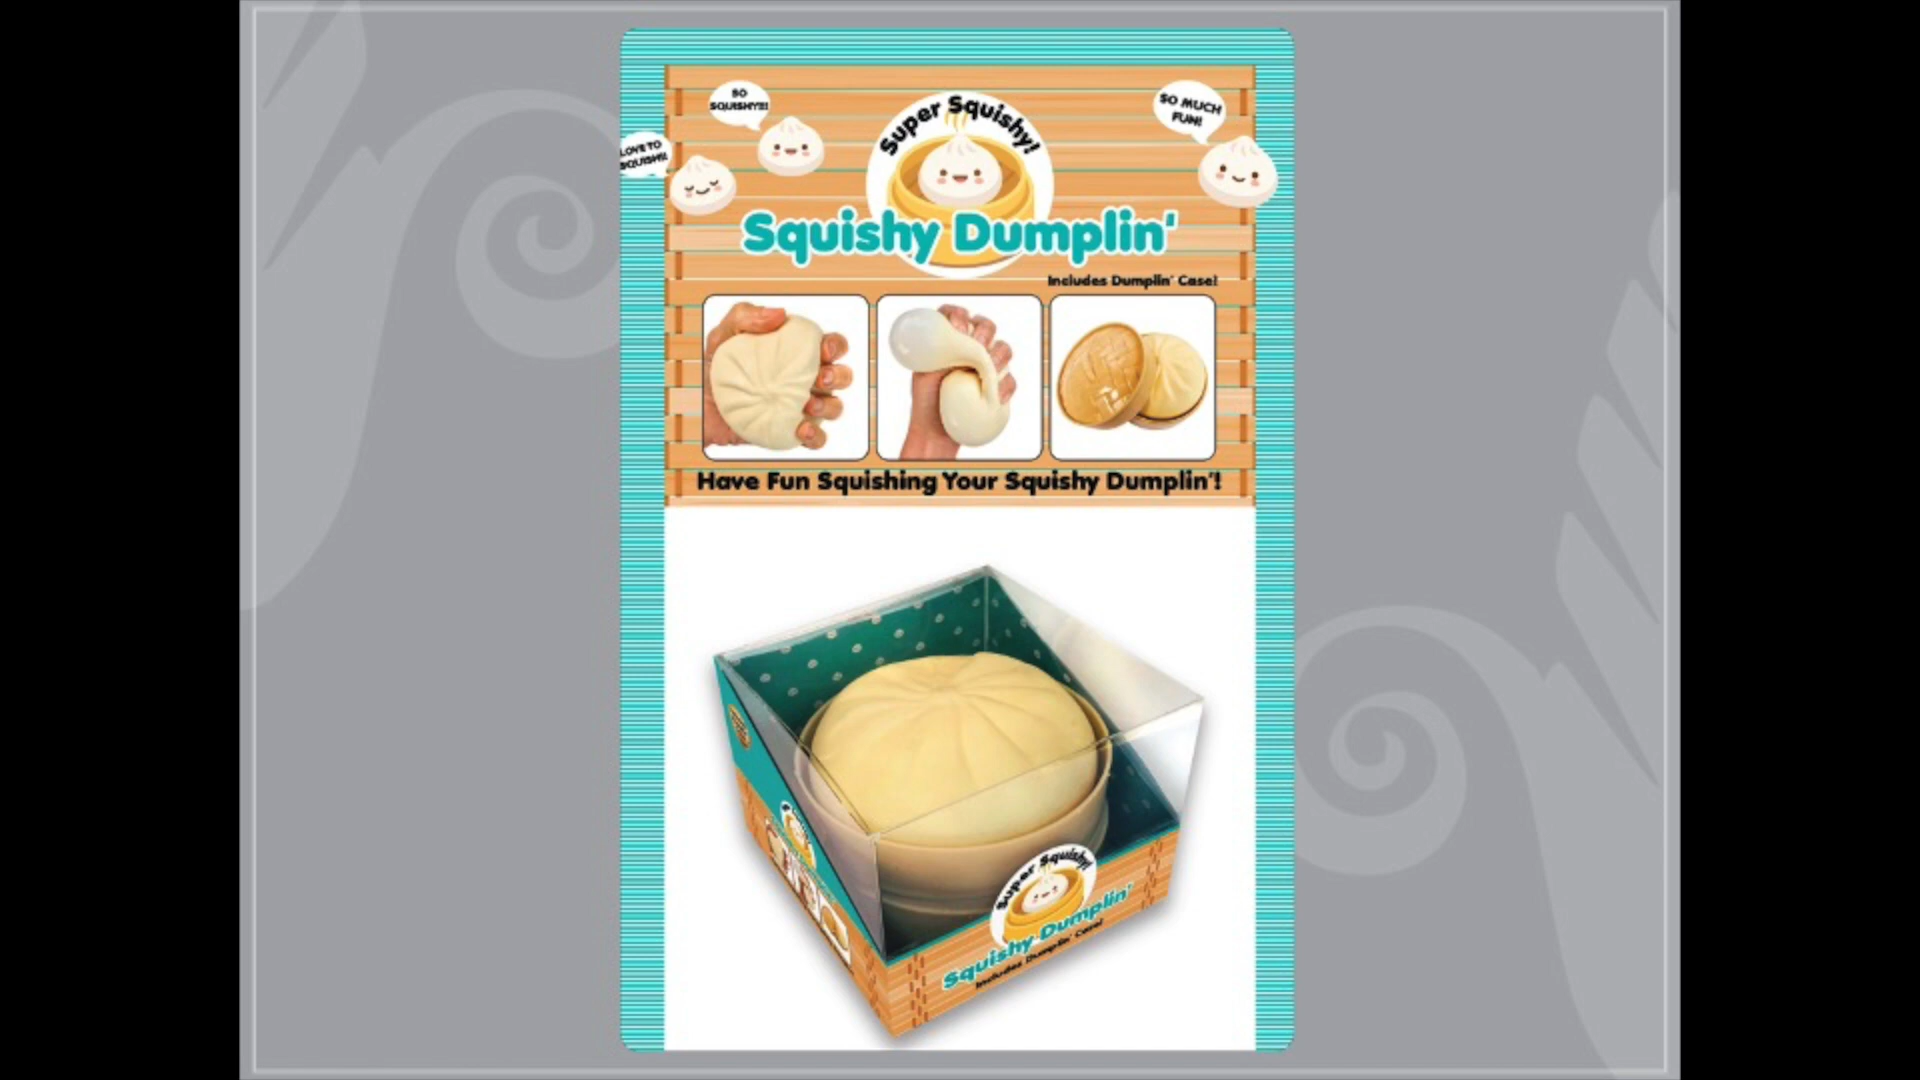 SO
SQUISHY!!!
LOVE TO
SQUISH!!!
SO MUCH
FUN!
Super Squishy!
Squishy Dumplin'
Includes Dumplin' Case!
Have Fun Squishing Your Squishy Dumplin'!
Super Squishy!
Squishy Dumplin'
Includes Dumplin' Case!